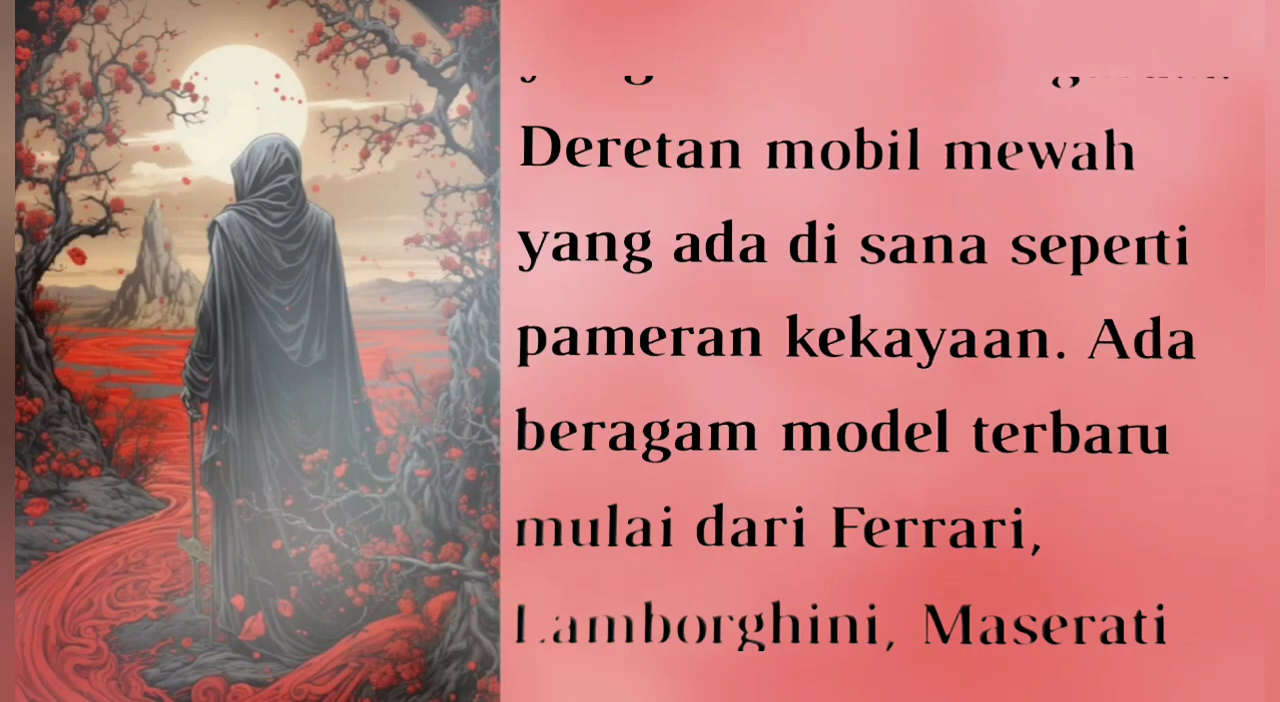 Deretan mobil mewah
yang ada di sana seperti
pameran kekayaan. Ada
beragam model terbaru
mulai dari Ferrari,
Lamborghini, Maserati